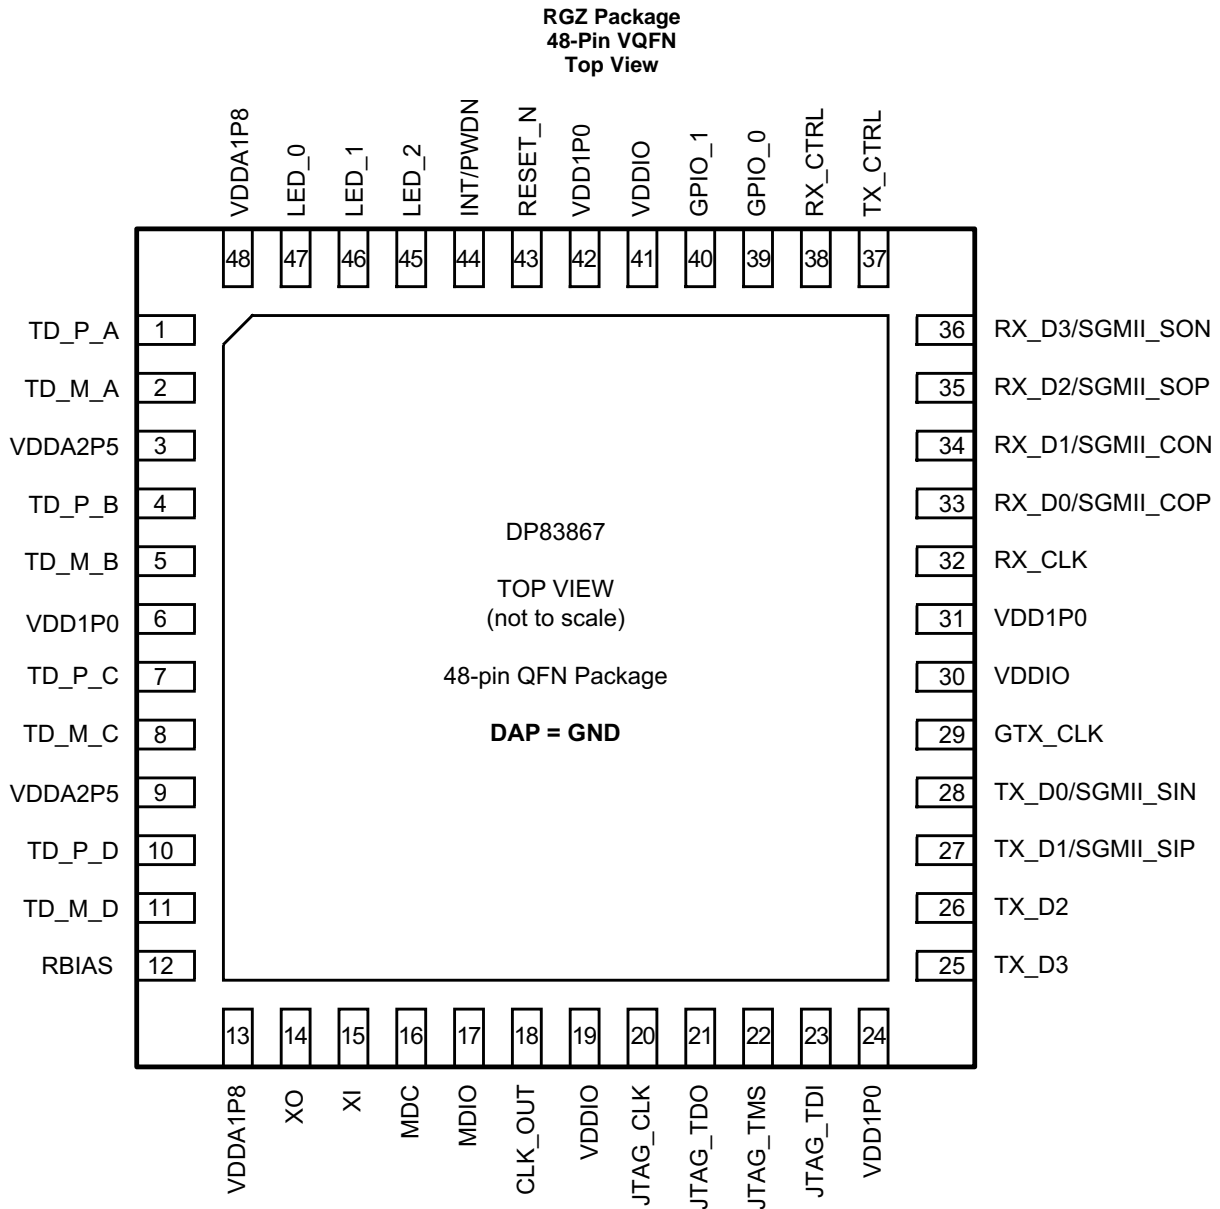 RGZ Package
48-Pin VQFN
Top View
VDDA1P8
LED_0
LED_1
LED_2
INT/PWDN
RESET_N
VDD1P0
VDDIO
GPIO_1
GPIO_0
RX_CTRL
TX_CTRL
48
47
46
45
44
43
42
41
40
39
38
37
TD_P_A 1
TD_M_A 2
VDDA2P5 3
TD_P_B 4
TD_M_B 5
VDD1P0 6
TD_P_C 7
TD_M_C 8
VDDA2P5 9
TD_P_D 10
TD_M_D 11
RBIAS 12
DP83867
TOP VIEW
(not to scale)
48-pin QFN Package
DAP = GND
36 RX_D3/SGMII_SON
35 RX_D2/SGMII_SOP
34 RX_D1/SGMII_CON
33 RX_D0/SGMII_COP
32 RX_CLK
31 VDD1P0
30 VDDIO
29 GTX_CLK
28 TX_D0/SGMII_SIN
27 TX_D1/SGMII_SIP
26 TX_D2
25 TX_D3
13
14
15
16
17
18
19
20
21
22
23
24
VDDA1P8
XO
XI
MDC
MDIO
CLK_OUT
VDDIO
JTAG_CLK
JTAG_TDO
JTAG_TMS
JTAG_TDI
VDD1P0